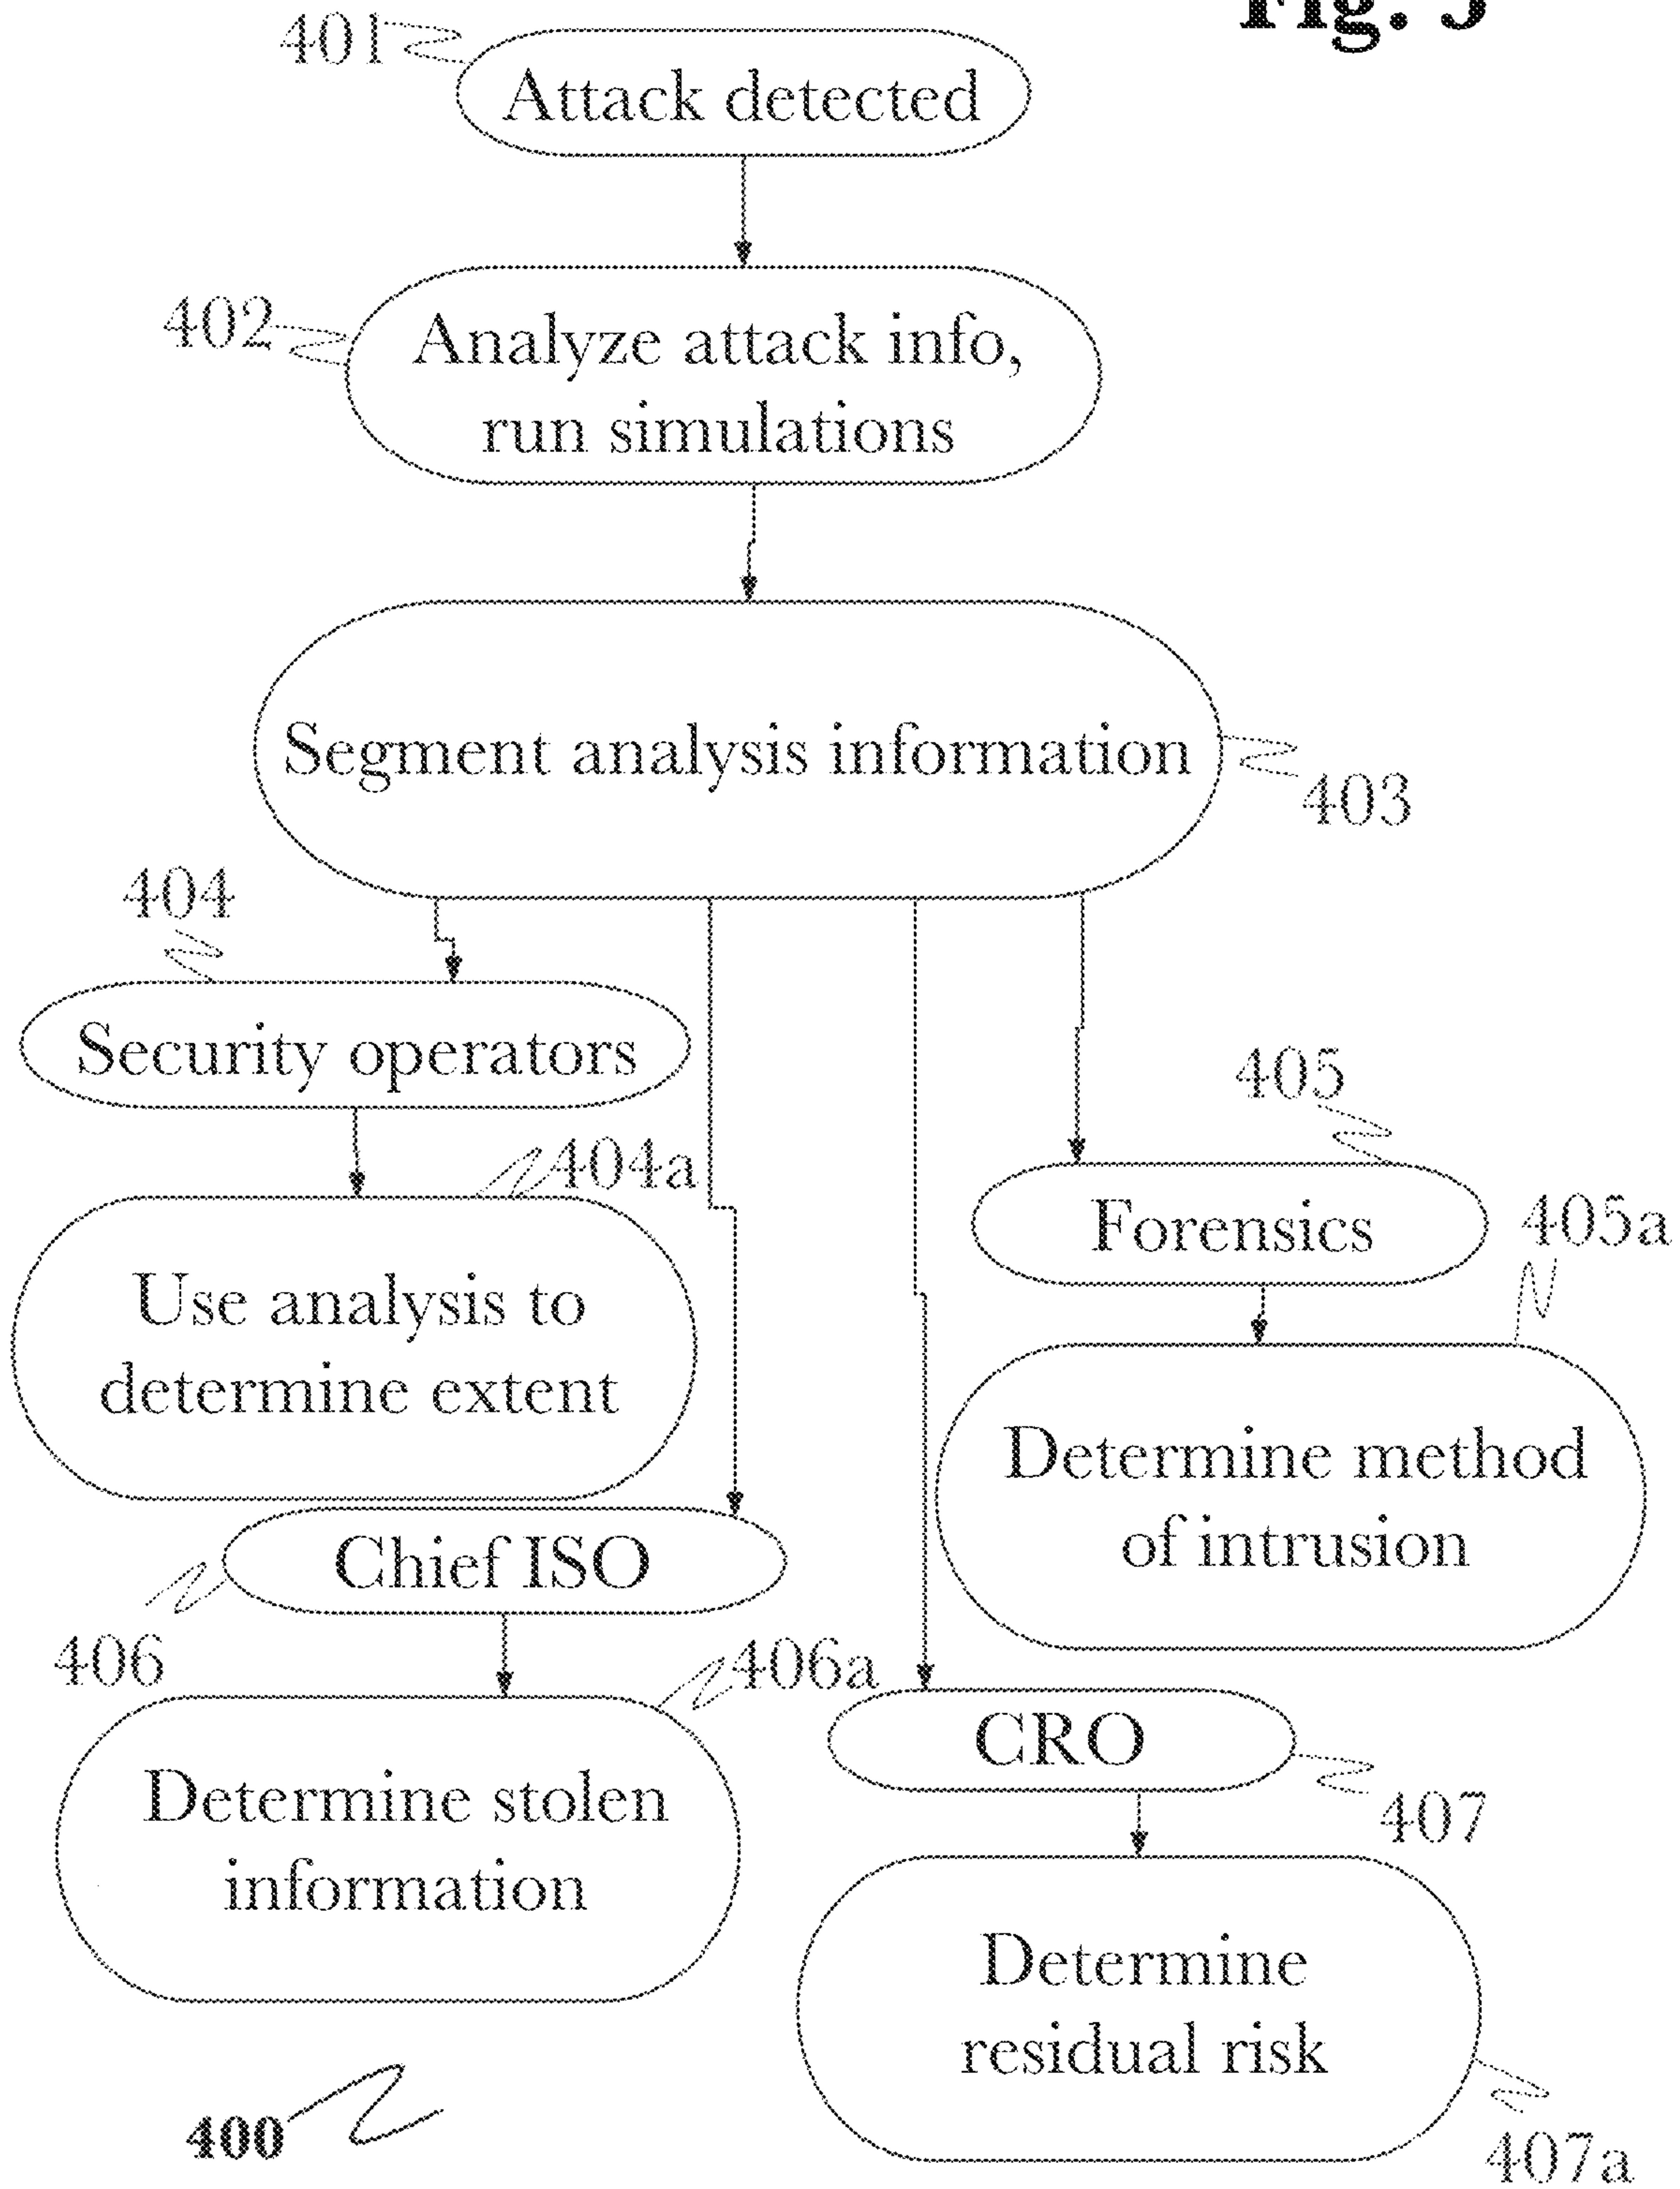 401
Attack detected
402
Analyze attack info,
run simulations
Segment analysis information
403
404
Security operators
404a
Use analysis to
determine extent
405
Forensics
405a
Determine method
of intrusion
Chief ISO
406
406a
Determine stolen
information
CRO
407
Determine
residual risk
407a
400